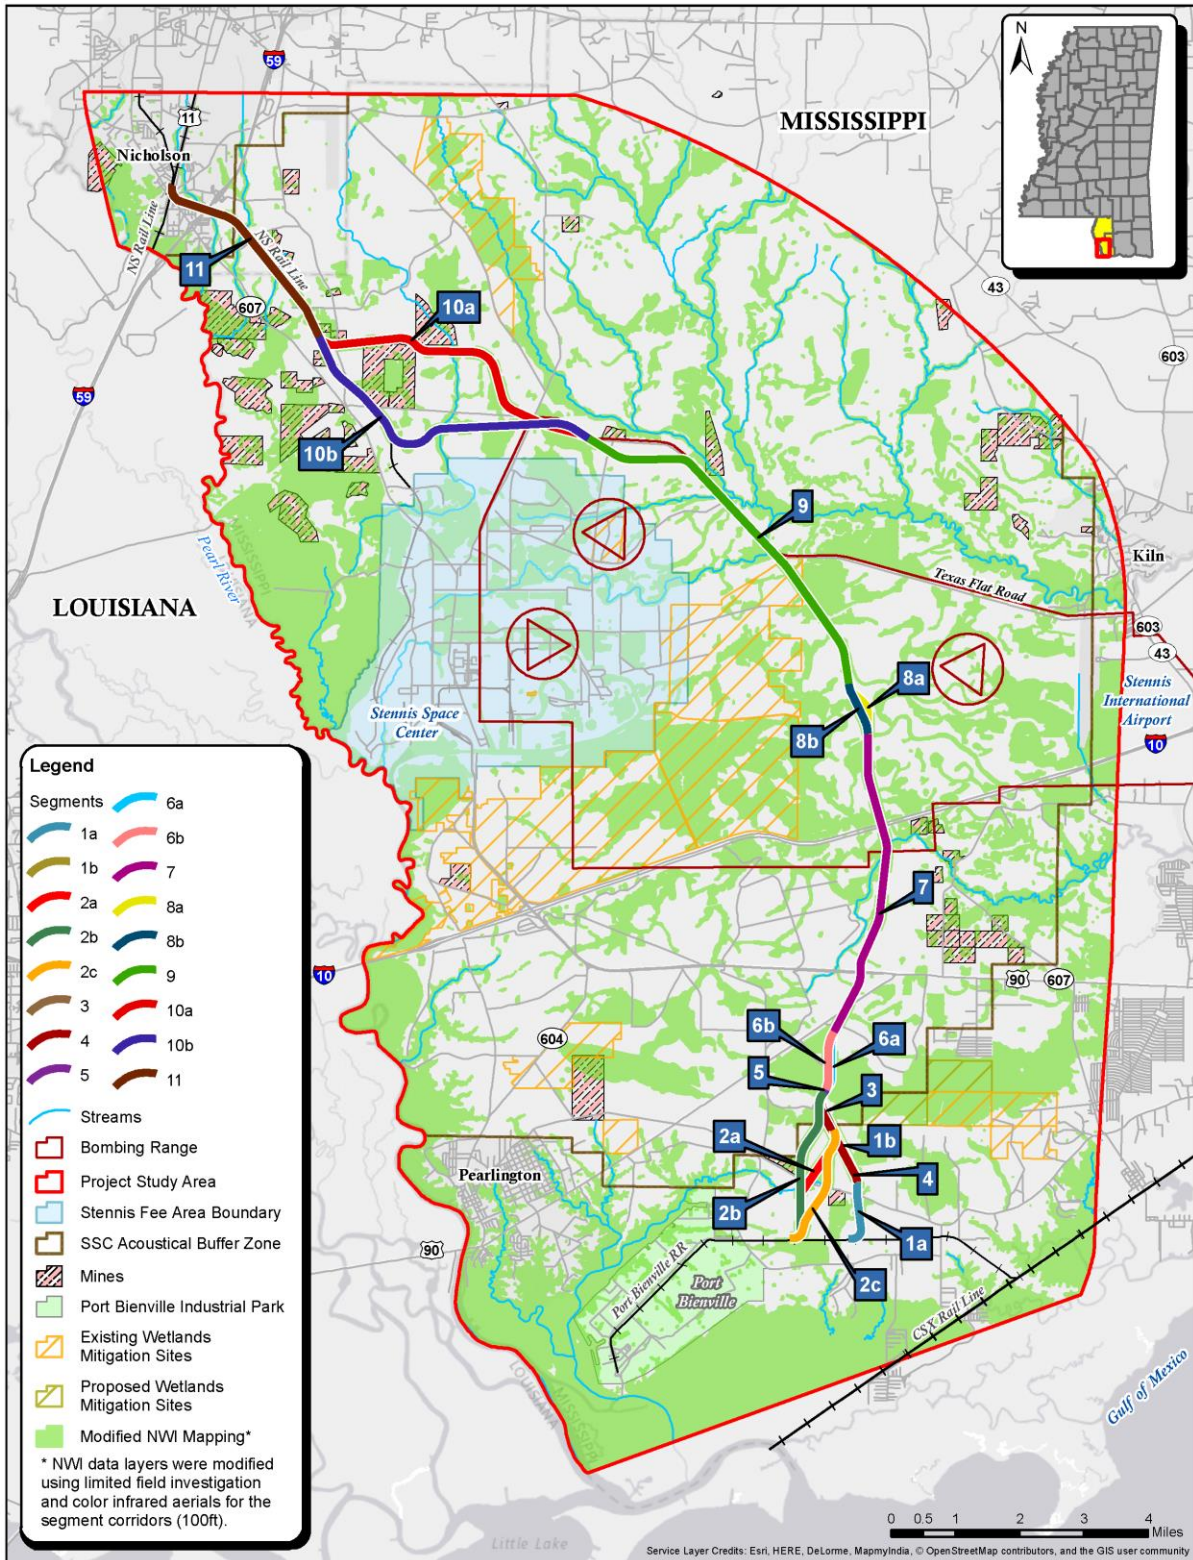 N
59
MISSISSIPPI
11
Nicholson
NS Rail Line
NS Rail Line
11
607
10a
43
603
59
10b
9
MISSISSIPPI
LOUISIANA
Pearl River
Kiln
Texas Flat Road
LOUISIANA
603
43
8a
Stennis
International
Airport
10
Stennis Space
Center
8b
7
10
90
607
604
6b
6a
5
3
2a
1b
Pearlington
4
2b
1a
90
2c
Port Bienville RR
Port
Bienville
CSX Rail Line
LOUISIANA
MISSISSIPPI
Gulf of Mexico
Little Lake
Legend
Segments
1a
1b
2a
2b
2c
3
4
5
6a
6b
7
8a
8b
9
10a
10b
11
Streams
Bombing Range
Project Study Area
Stennis Fee Area Boundary
SSC Acoustical Buffer Zone
Mines
Port Bienville Industrial Park
Existing Wetlands
Mitigation Sites
Proposed Wetlands
Mitigation Sites
Modified NWI Mapping*
* NWI data layers were modified
using limited field investigation
and color infrared aerials for the
segment corridors (100ft).
0 0.5 1 2 3 4
Miles
Service Layer Credits: Esri, HERE, DeLorme, MapmyIndia, © OpenStreetMap contributors, and the GIS user community